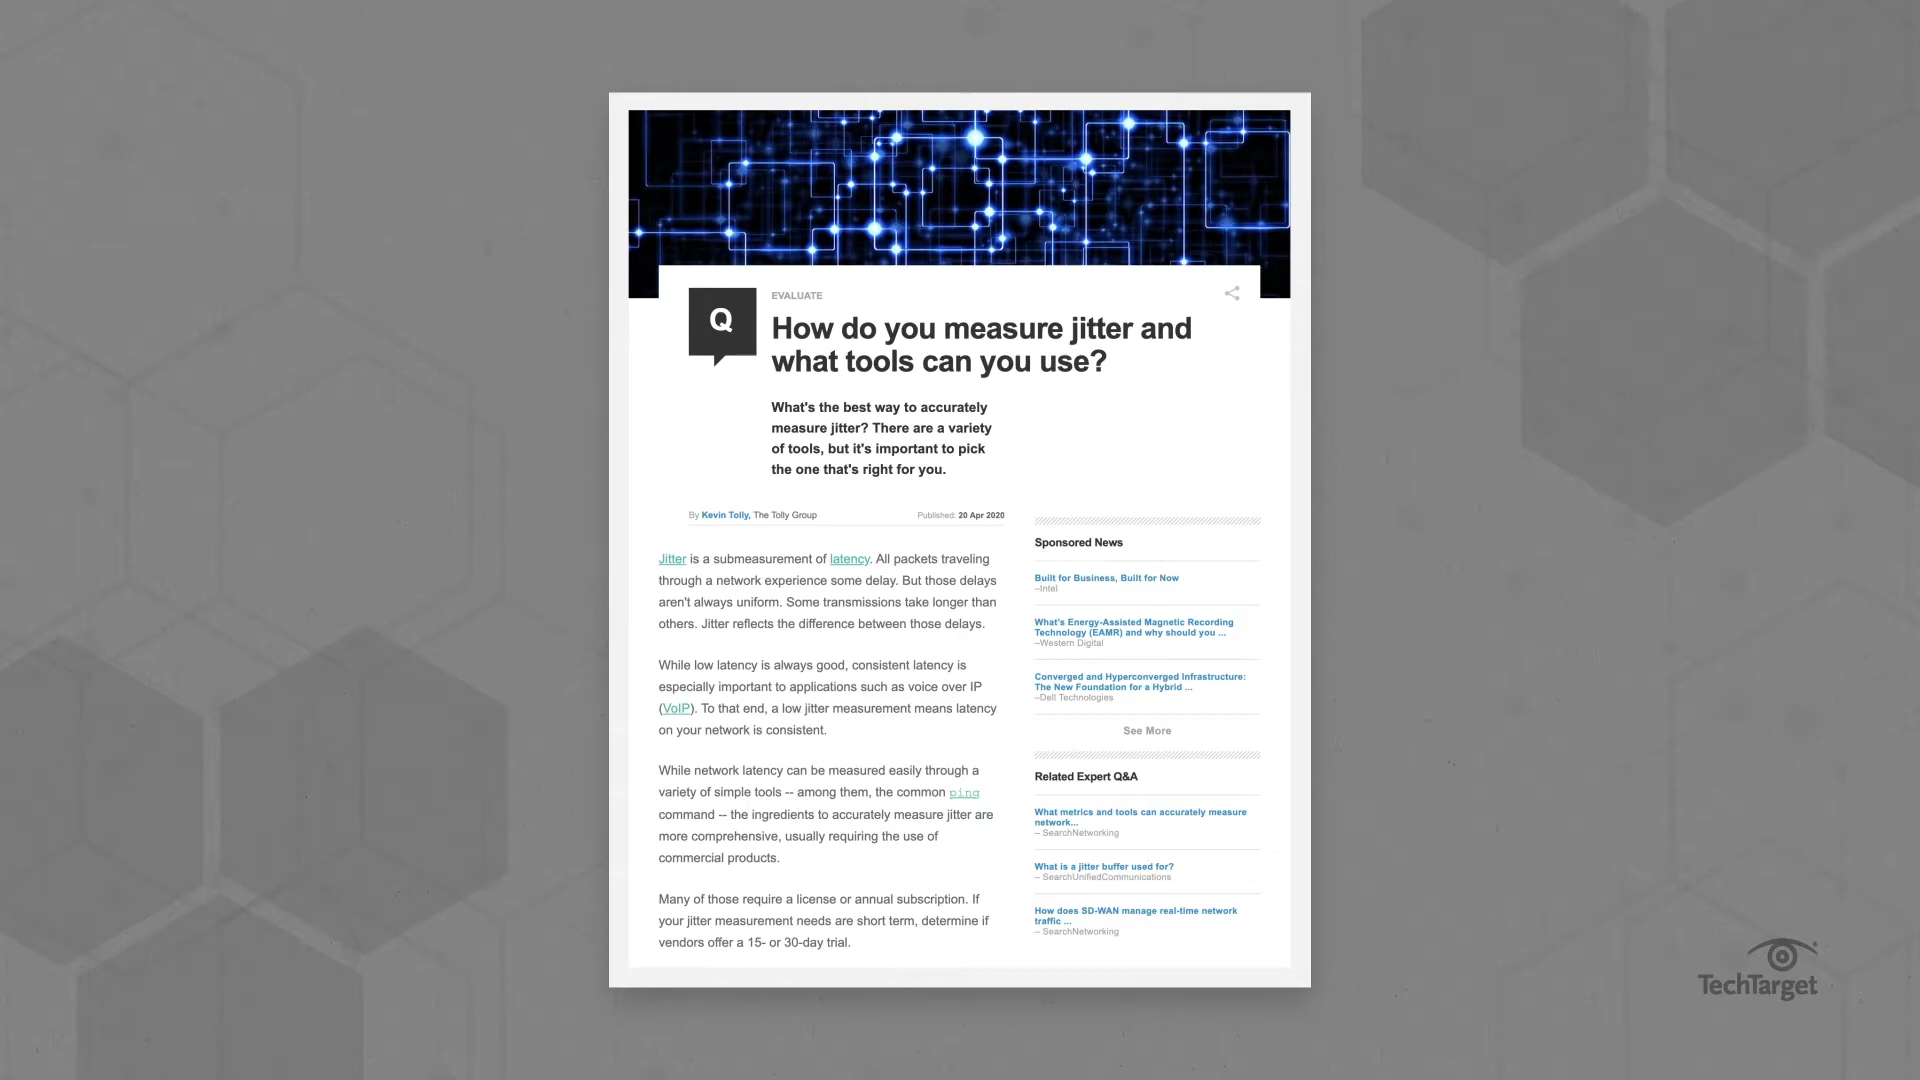 Q
EVALUATE
How do you measure jitter and
what tools can you use?
What's the best way to accurately
measure jitter? There are a variety
of tools, but it's important to pick
the one that's right for you.
By Kevin Tolly, The Tolly Group
Published: 20 Apr 2020
Jitter is a submeasurement of latency. All packets traveling
through a network experience some delay. But those delays
aren't always uniform. Some transmissions take longer than
others. Jitter reflects the difference between those delays.
While low latency is always good, consistent latency is
especially important to applications such as voice over IP
(VoIP). To that end, a low jitter measurement means latency
on your network is consistent.
While network latency can be measured easily through a
variety of simple tools -- among them, the common ping
command -- the ingredients to accurately measure jitter are
more comprehensive, usually requiring the use of
commercial products.
Many of those require a license or annual subscription. If
your jitter measurement needs are short term, determine if
vendors offer a 15- or 30-day trial.
Sponsored News
Built for Business, Built for Now
–Intel
What's Energy-Assisted Magnetic Recording
Technology (EAMR) and why should you ...
–Western Digital
Converged and Hyperconverged Infrastructure:
The New Foundation for a Hybrid ...
–Dell Technologies
See More
Related Expert Q&A
What metrics and tools can accurately measure
network...
– SearchNetworking
What is a jitter buffer used for?
– SearchUnifiedCommunications
How does SD-WAN manage real-time network
traffic ...
– SearchNetworking
TechTarget